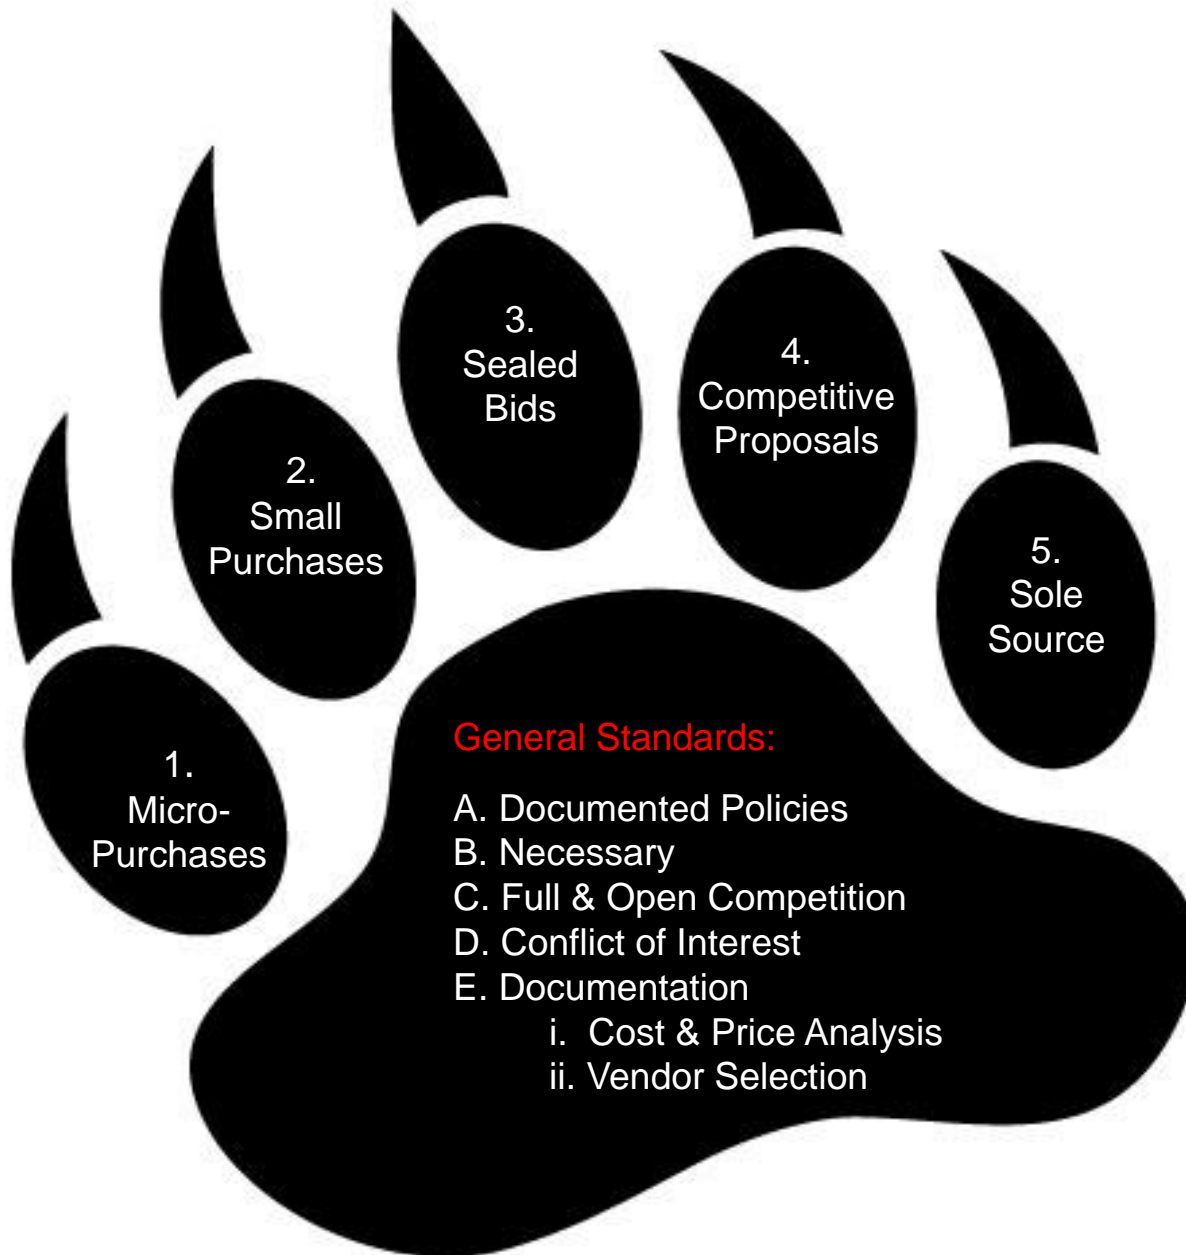 1.
Micro-
Purchases
2.
Small
Purchases
3.
Sealed
Bids
4.
Competitive
Proposals
5.
Sole
Source
General Standards:
A. Documented Policies
B. Necessary
C. Full & Open Competition
D. Conflict of Interest
E. Documentation
i. Cost & Price Analysis
ii. Vendor Selection